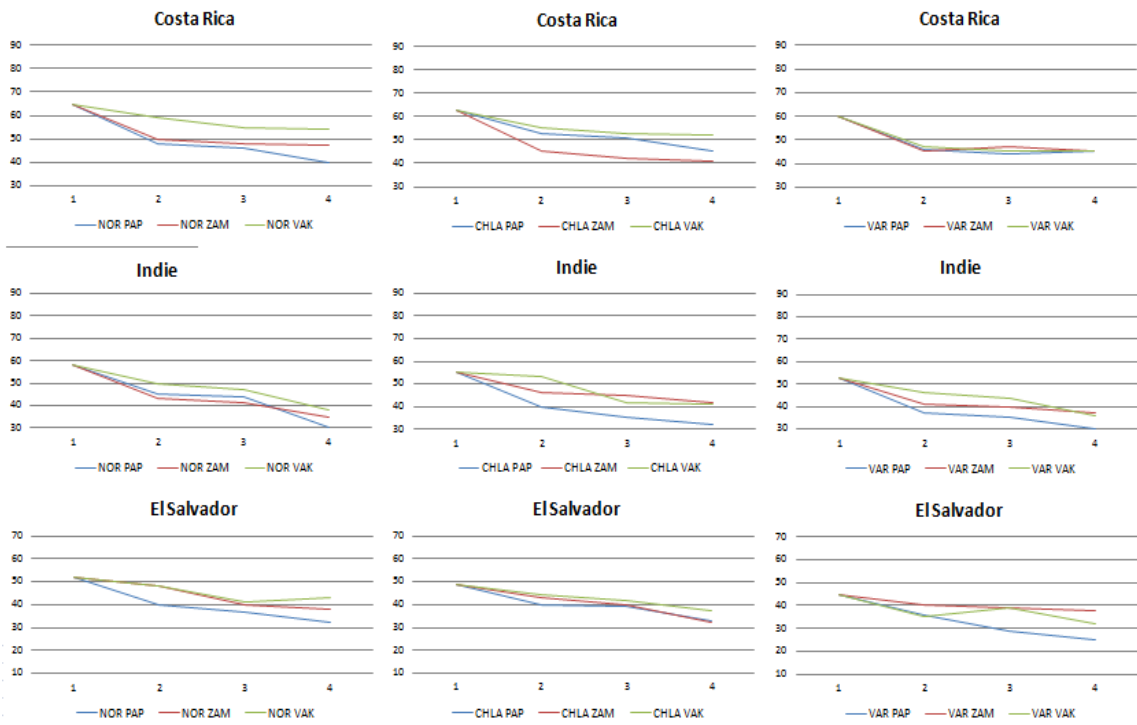 Costa Rica
90
80
70
60
50
40
30
1 2 3 4
NOR PAP NOR ZAM NOR VAK
Costa Rica
90
80
70
60
50
40
30
1 2 3 4
CHLA PAP CHLA ZAM CHLA VAK
Costa Rica
90
80
70
60
50
40
30
1 2 3 4
VAR PAP VAR ZAM VAR VAK
Indie
90
80
70
60
50
40
30
1 2 3 4
NOR PAP NOR ZAM NOR VAK
Indie
90
80
70
60
50
40
30
1 2 3 4
CHLA PAP CHLA ZAM CHLA VAK
Indie
90
80
70
60
50
40
30
1 2 3 4
VAR PAP VAR ZAM VAR VAK
El Salvador
70
60
50
40
30
20
10
1 2 3 4
NOR PAP NOR ZAM NOR VAK
El Salvador
70
60
50
40
30
20
10
1 2 3 4
CHLA PAP CHLA ZAM CHLA VAK
El Salvador
70
60
50
40
30
20
10
1 2 3 4
VAR PAP VAR ZAM VAR VAK